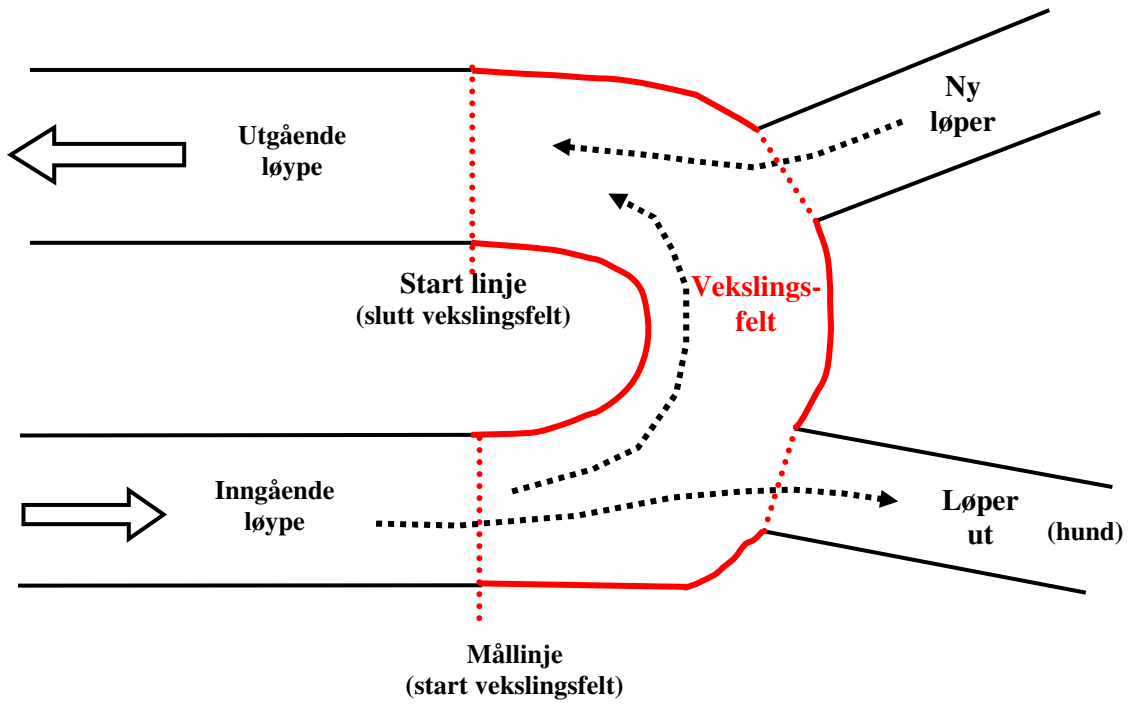 Ny
løper
Utgående
løype
Start linje
(slutt vekslingsfelt)
Vekslings-
felt
Inngående
løype
Løper
ut (hund)
Mållinje
(start vekslingsfelt)